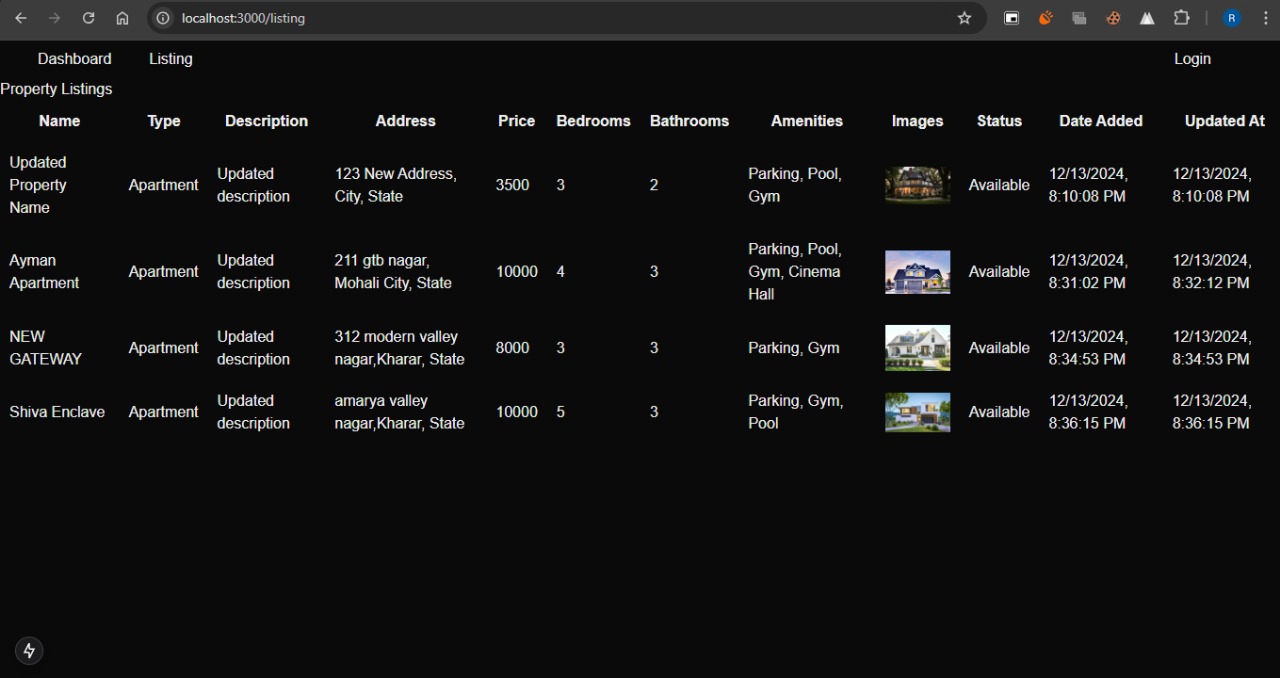 localhost:3000/listing
R
Dashboard Listing Login
Property Listings
Name Type Description Address Price Bedrooms Bathrooms Amenities Images Status Date Added Updated At
Updated
Property
Name
Apartment
Updated
description
123 New Address,
City, State
3500
3
2
Parking, Pool,
Gym
Available
12/13/2024,
8:10:08 PM
12/13/2024,
8:10:08 PM
Ayman
Apartment
Apartment
Updated
description
211 gtb nagar,
Mohali City, State
10000
4
3
Parking, Pool,
Gym, Cinema
Hall
Available
12/13/2024,
8:31:02 PM
12/13/2024,
8:32:12 PM
NEW
GATEWAY
Apartment
Updated
description
312 modern valley
nagar,Kharar, State
8000
3
3
Parking, Gym
Available
12/13/2024,
8:34:53 PM
12/13/2024,
8:34:53 PM
Shiva Enclave
Apartment
Updated
description
amarya valley
nagar,Kharar, State
10000
5
3
Parking, Gym,
Pool
Available
12/13/2024,
8:36:15 PM
12/13/2024,
8:36:15 PM